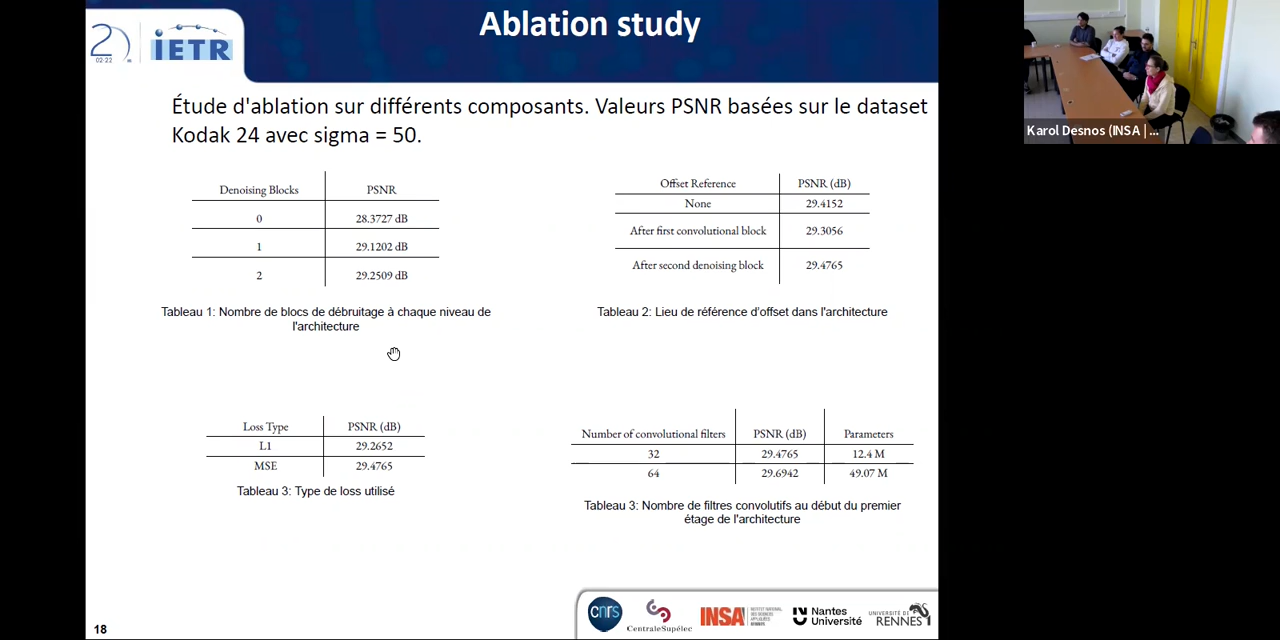 Ablation study
20
02·22
iETR
Étude d'ablation sur différents composants. Valeurs PSNR basées sur le dataset
Kodak 24 avec sigma = 50.
Denoising Blocks PSNR
0 28.3727 dB
1 29.1202 dB
2 29.2509 dB
Tableau 1: Nombre de blocs de débruitage à chaque niveau de
l'architecture
Offset Reference PSNR (dB)
None 29.4152
After first convolutional block 29.3056
After second denoising block 29.4765
Tableau 2: Lieu de référence d'offset dans l'architecture
Loss Type PSNR (dB)
L1 29.2652
MSE 29.4765
Tableau 3: Type de loss utilisé
Number of convolutional filters PSNR (dB) Parameters
32 29.4765 12.4 M
64 29.6942 49.07 M
Tableau 3: Nombre de filtres convolutifs au début du premier
étage de l'architecture
18
cnrs
CentraleSupélec
INSA
Nantes
Université
UNIVERSITÉ DE
RENNES 1
Karol Desnos (INSA | ...